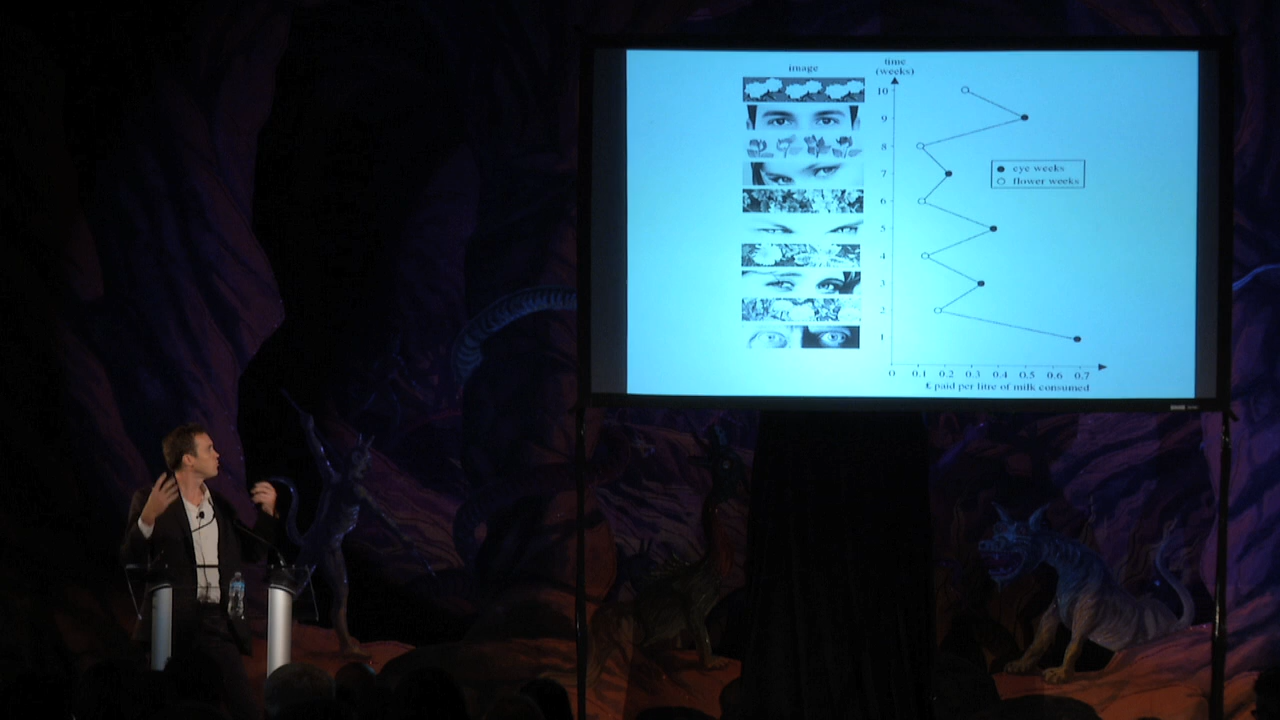 image
time
(weeks)
10
9
8
7
6
5
4
3
2
1
eye weeks
flower weeks
0 0.1 0.2 0.3 0.4 0.5 0.6 0.7
£ paid per litre of milk consumed